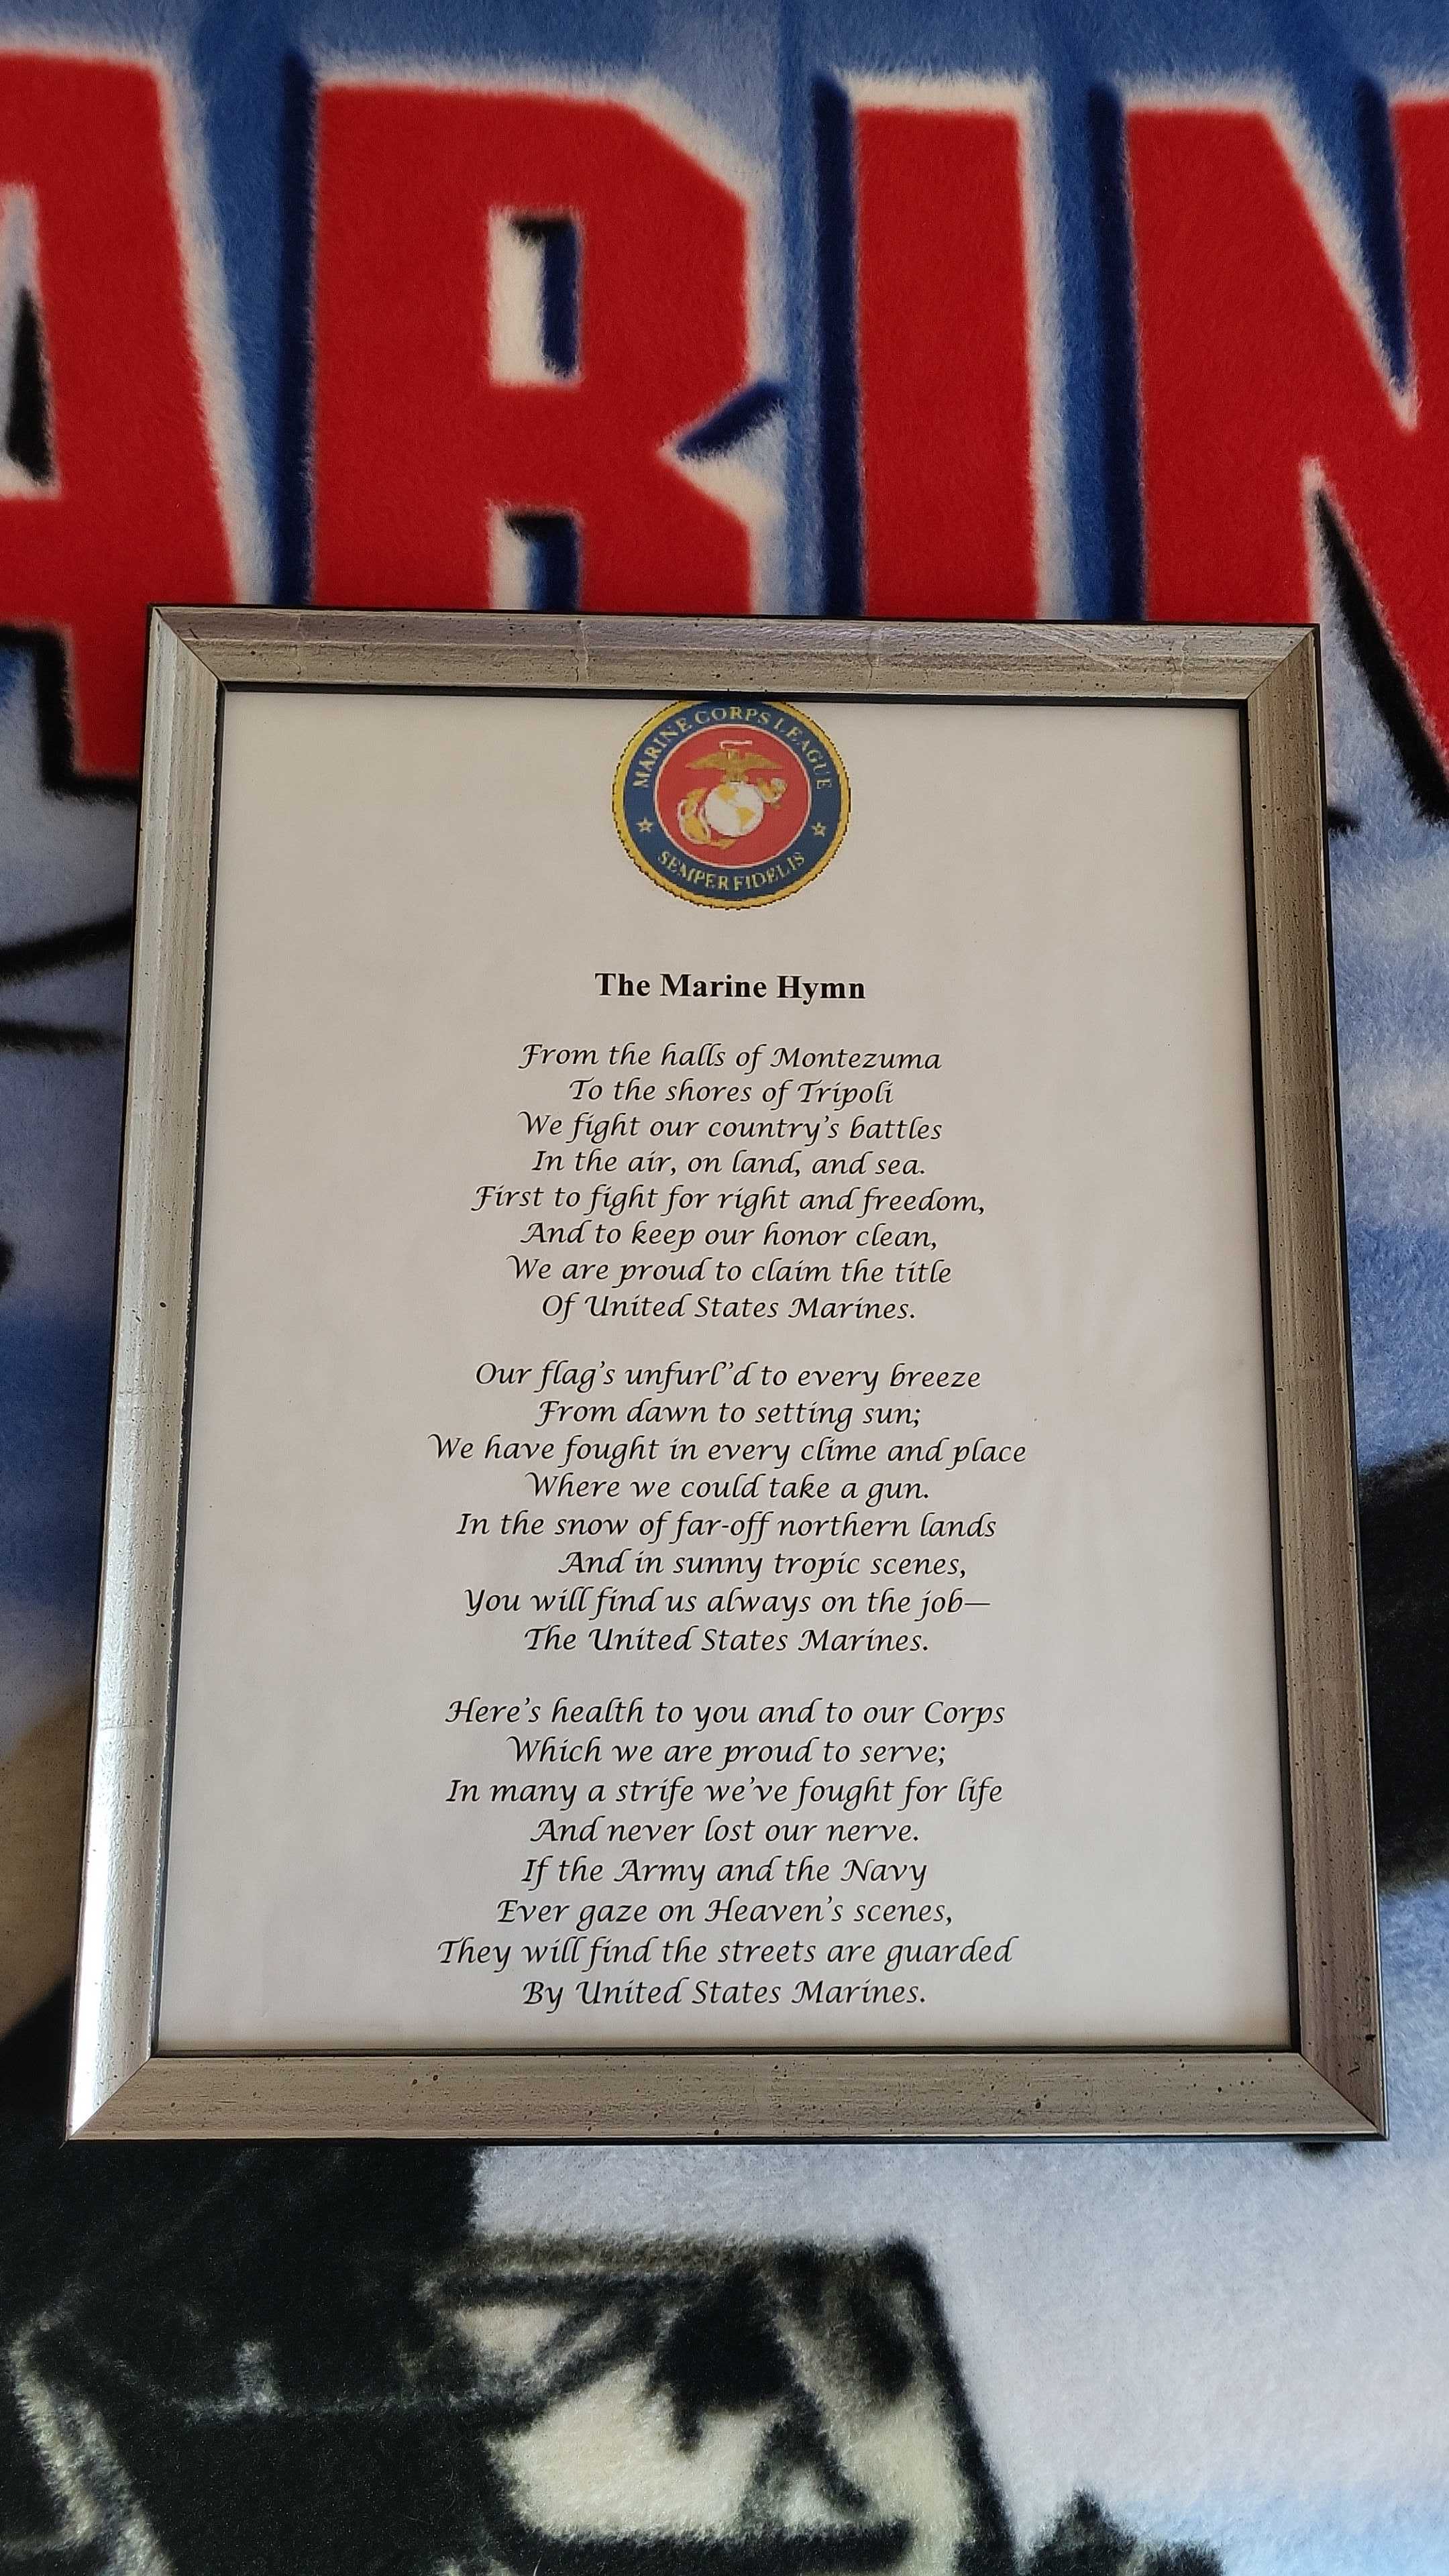 ARIN
MARINE CORPS LEAGUE
SEMPER FIDELIS
The Marine Hymn
From the halls of Montezuma
To the shores of Tripoli
We fight our country's battles
In the air, on land, and sea.
First to fight for right and freedom,
And to keep our honor clean,
We are proud to claim the title
Of United States Marines.
Our flag's unfurl'd to every breeze
From dawn to setting sun;
We have fought in every clime and place
Where we could take a gun.
In the snow of far-off northern lands
And in sunny tropic scenes,
You will find us always on the job—
The United States Marines.
Here's health to you and to our Corps
Which we are proud to serve;
In many a strife we've fought for life
And never lost our nerve.
If the Army and the Navy
Ever gaze on Heaven's scenes,
They will find the streets are guarded
By United States Marines.